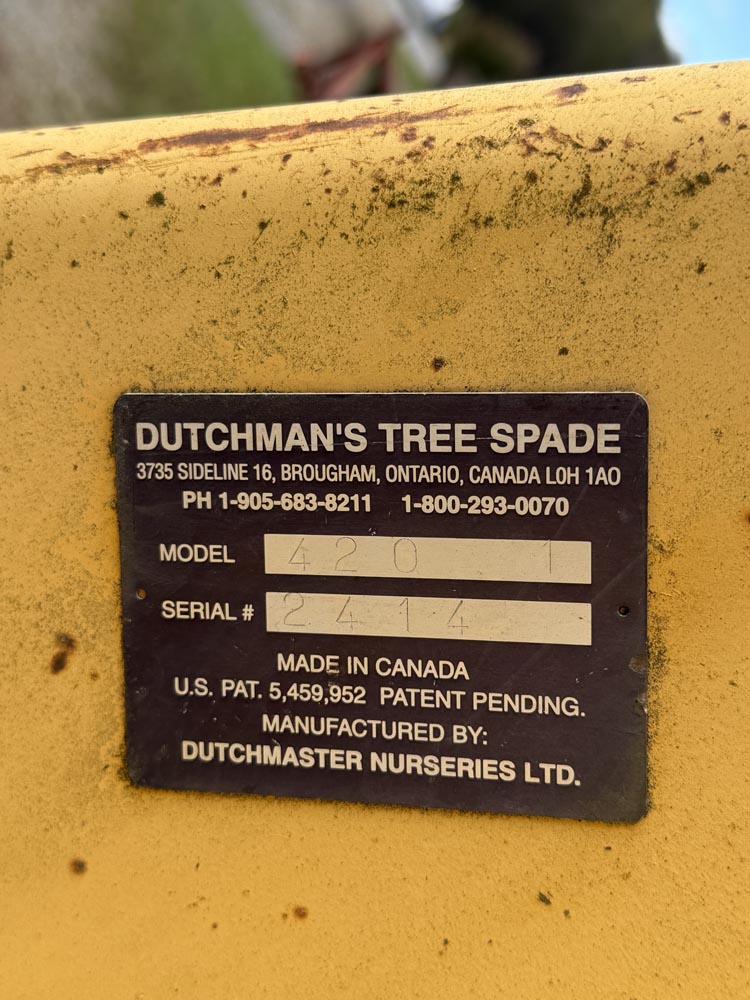 DUTCHMAN'S TREE SPADE
3735 SIDELINE 16, BROUGHAM, ONTARIO, CANADA L0H 1A0
PH 1-905-683-8211 1-800-293-0070
MODEL 420 1
SERIAL # 2414
MADE IN CANADA
U.S. PAT. 5,459,952 PATENT PENDING.
MANUFACTURED BY:
DUTCHMASTER NURSERIES LTD.